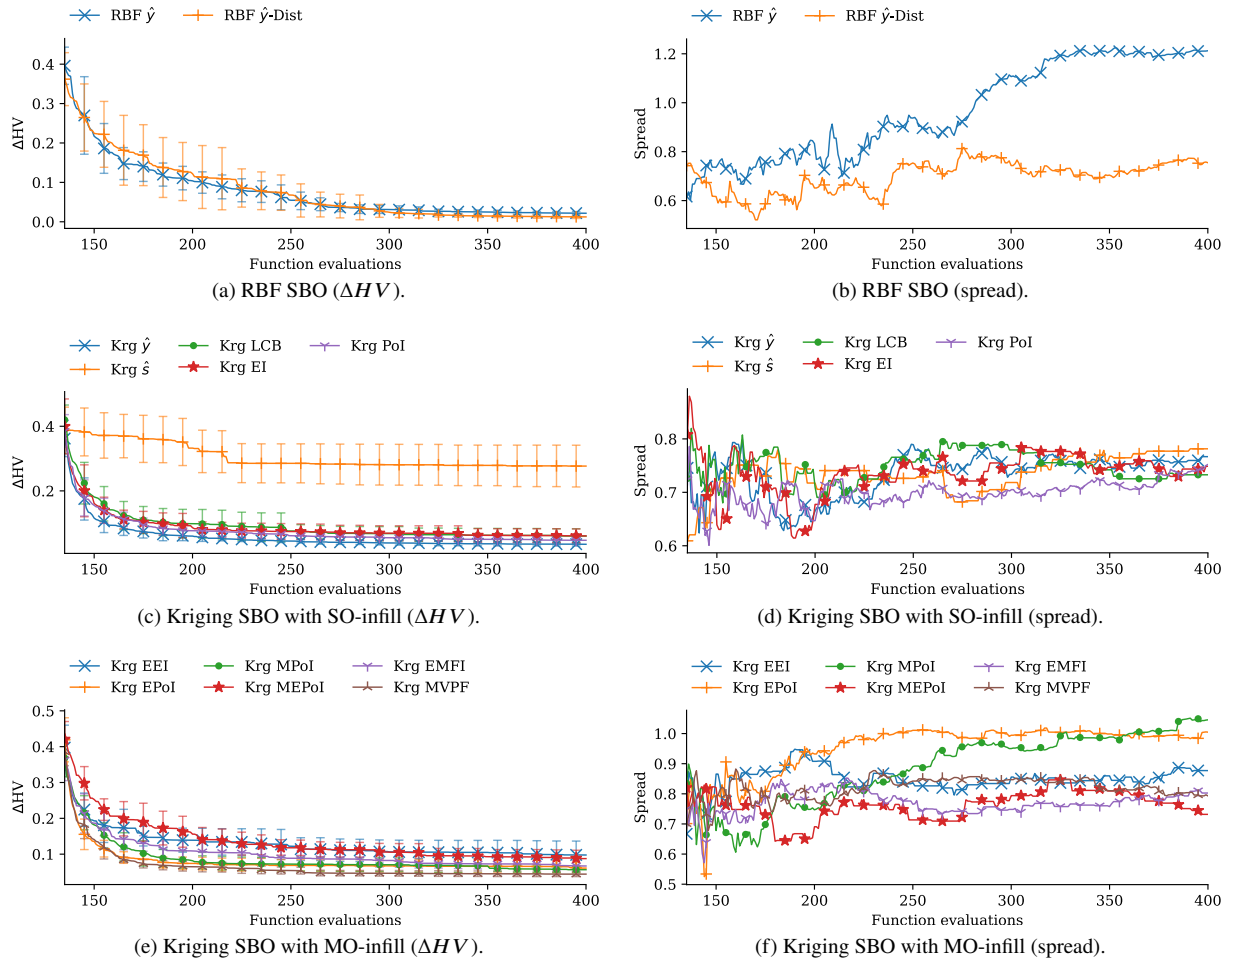 RBF ŷ RBF ŷ-Dist
0.4
0.3
0.2
0.1
0.0
ΔHV
150 200 250 300 350 400
Function evaluations
(a) RBF SBO (ΔHV).
RBF ŷ RBF ŷ-Dist
1.2
1.0
0.8
0.6
Spread
150 200 250 300 350 400
Function evaluations
(b) RBF SBO (spread).
Krg ŷ Krg LCB Krg PoI
Krg ŝ Krg EI
0.4
0.2
ΔHV
150 200 250 300 350 400
Function evaluations
(c) Kriging SBO with SO-infill (ΔHV).
Krg ŷ Krg LCB Krg PoI
Krg ŝ Krg EI
0.8
0.7
0.6
Spread
150 200 250 300 350 400
Function evaluations
(d) Kriging SBO with SO-infill (spread).
Krg EEI Krg MPoI Krg EMFI
Krg EPoI Krg MEPoI Krg MVPF
0.5
0.4
0.3
0.2
0.1
ΔHV
150 200 250 300 350 400
Function evaluations
(e) Kriging SBO with MO-infill (ΔHV).
Krg EEI Krg MPoI Krg EMFI
Krg EPoI Krg MEPoI Krg MVPF
1.0
0.9
0.8
0.7
0.6
0.5
Spread
150 200 250 300 350 400
Function evaluations
(f) Kriging SBO with MO-infill (spread).